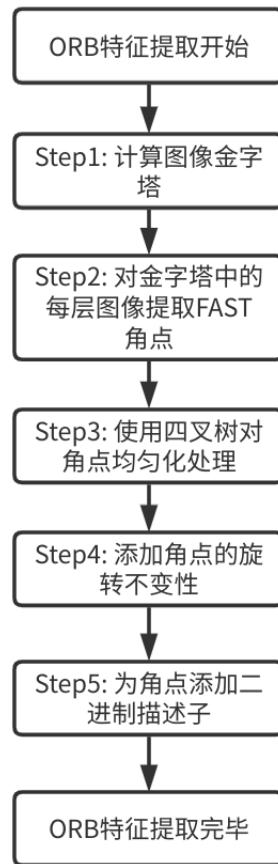 ORB特征提取开始
Step1: 计算图像金字
塔
Step2: 对金字塔中的
每层图像提取FAST
角点
Step3: 使用四叉树对
角点均匀化处理
Step4: 添加角点的旋
转不变性
Step5: 为角点添加二
进制描述子
ORB特征提取完毕